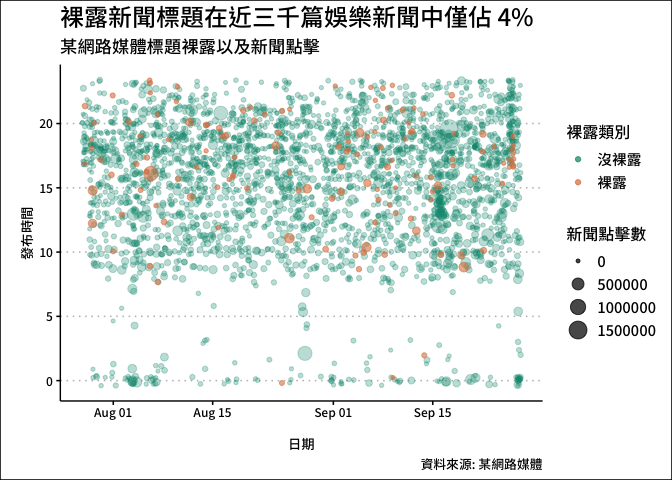 裸露新聞標題在近三千篇娛樂新聞中僅佔 4%
某網路媒體標題裸露以及新聞點擊
發布時間
20
15
10
5
0
Aug 01
Aug 15
Sep 01
Sep 15
日期
裸露類別
沒裸露
裸露
新聞點擊數
0
500000
1000000
1500000
資料來源: 某網路媒體